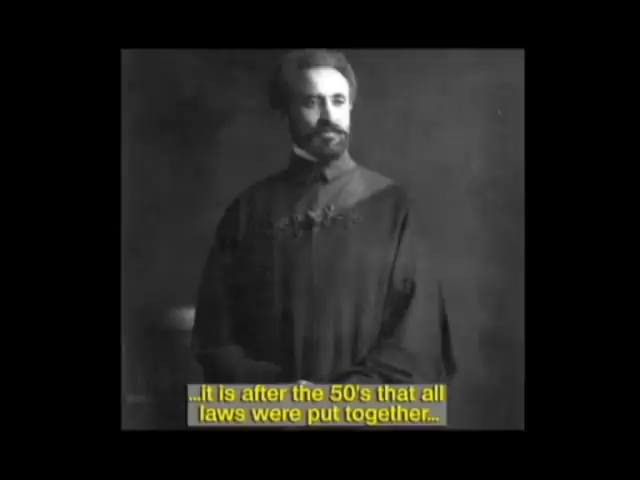 ...it is after the 50's that all
laws were put together...